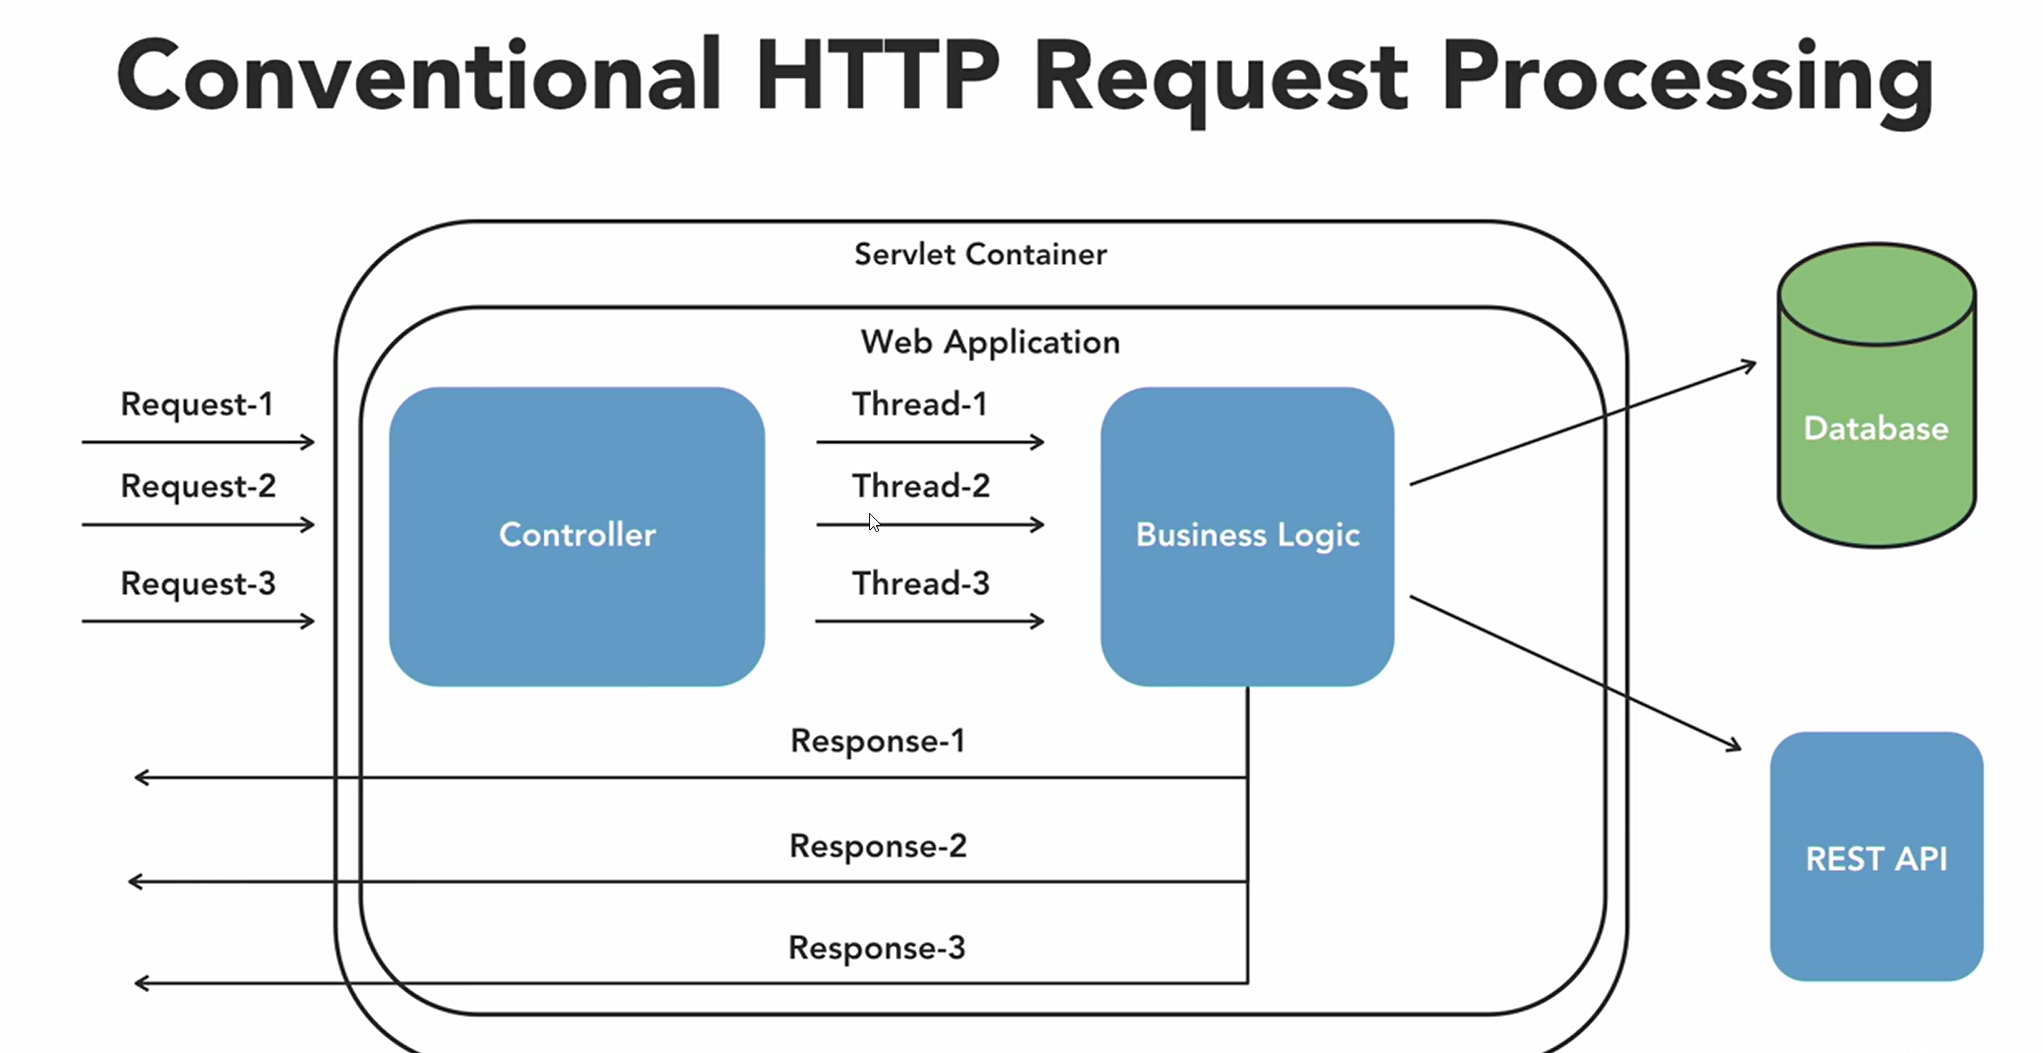 Conventional HTTP Request Processing
Servlet Container
Web Application
Request-1
Request-2
Request-3
Controller
Thread-1
Thread-2
Thread-3
Business Logic
Database
REST API
Response-1
Response-2
Response-3